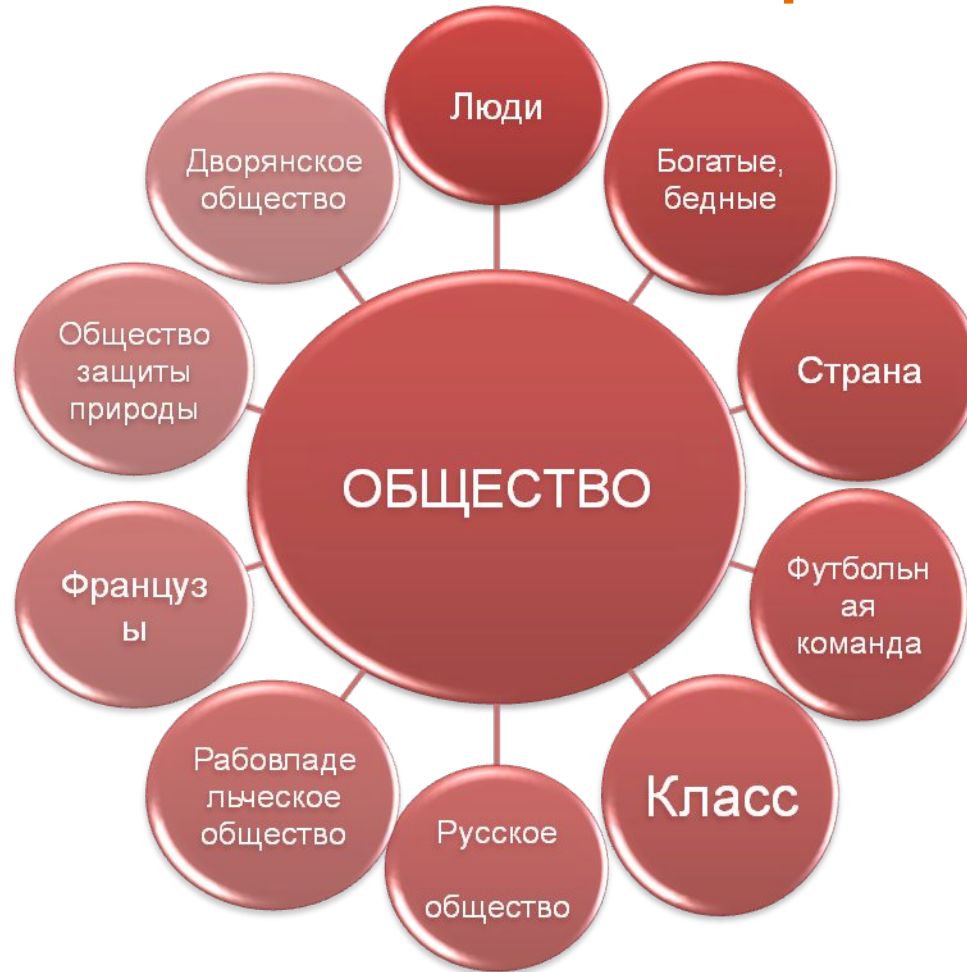 Люди
Богатые,
бедные
Страна
Футбольн
ая
команда
Класс
Русское
общество
Рабовладе
льческое
общество
Француз
ы
Общество
защиты
природы
Дворянское
общество
ОБЩЕСТВО